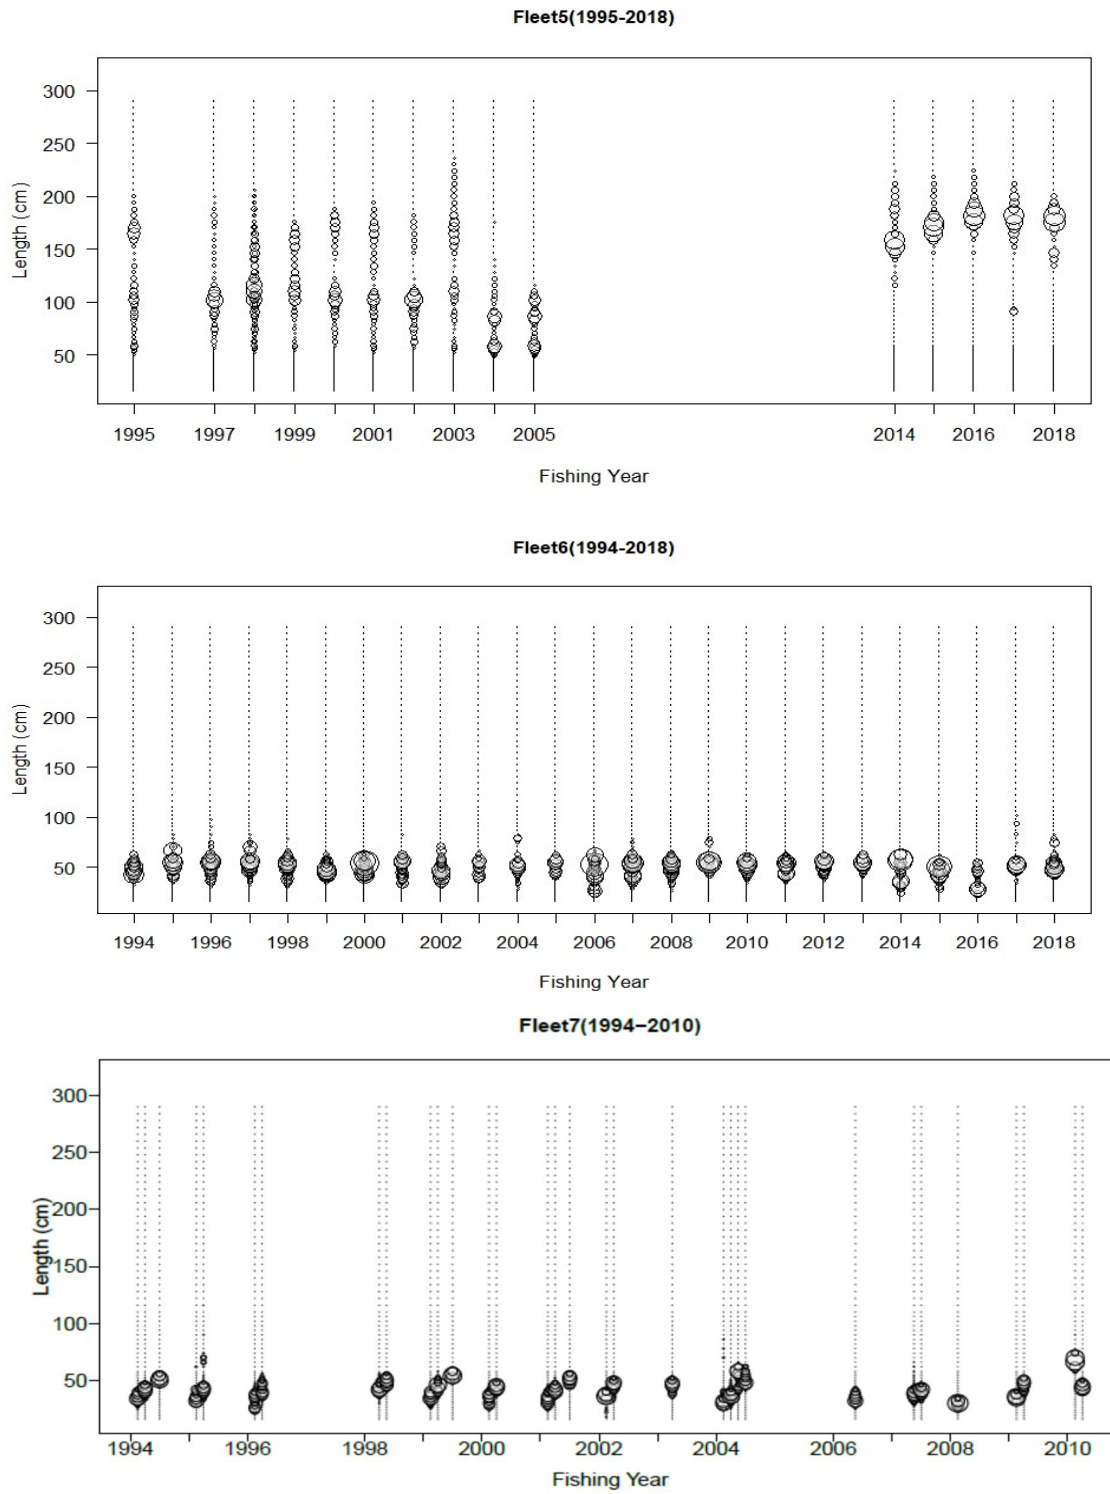 Fleet5(1995-2018)
300
250
200
150
100
50
Length (cm)
1995 1997 1999 2001 2003 2005 2014 2016 2018
Fishing Year
Fleet6(1994-2018)
300
250
200
150
100
50
Length (cm)
1994 1996 1998 2000 2002 2004 2006 2008 2010 2012 2014 2016 2018
Fishing Year
Fleet7(1994−2010)
300
250
200
150
100
50
Length (cm)
1994 1996 1998 2000 2002 2004 2006 2008 2010
Fishing Year